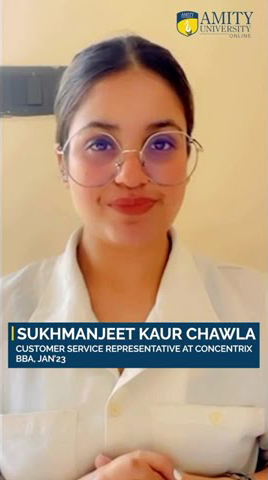 AMITY
UNIVERSITY
ONLINE
SUKHMANJEET KAUR CHAWLA
CUSTOMER SERVICE REPRESENTATIVE AT CONCENTRIX
BBA, JAN'23